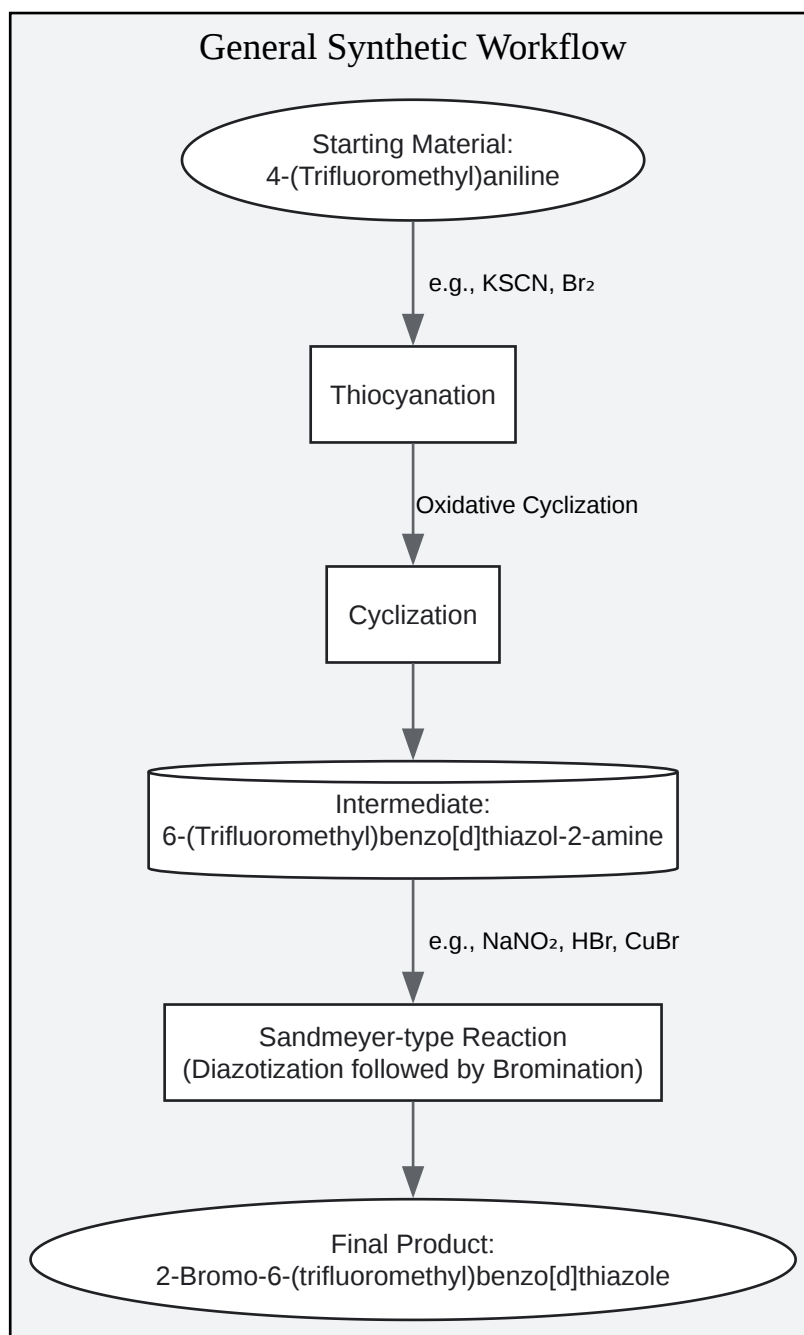 General Synthetic Workflow
Starting Material:
4-(Trifluoromethyl)aniline
e.g., KSCN, Br₂
Thiocyanation
Oxidative Cyclization
Cyclization
Intermediate:
6-(Trifluoromethyl)benzo[d]thiazol-2-amine
e.g., NaNO₂, HBr, CuBr
Sandmeyer-type Reaction
(Diazotization followed by Bromination)
Final Product:
2-Bromo-6-(trifluoromethyl)benzo[d]thiazole